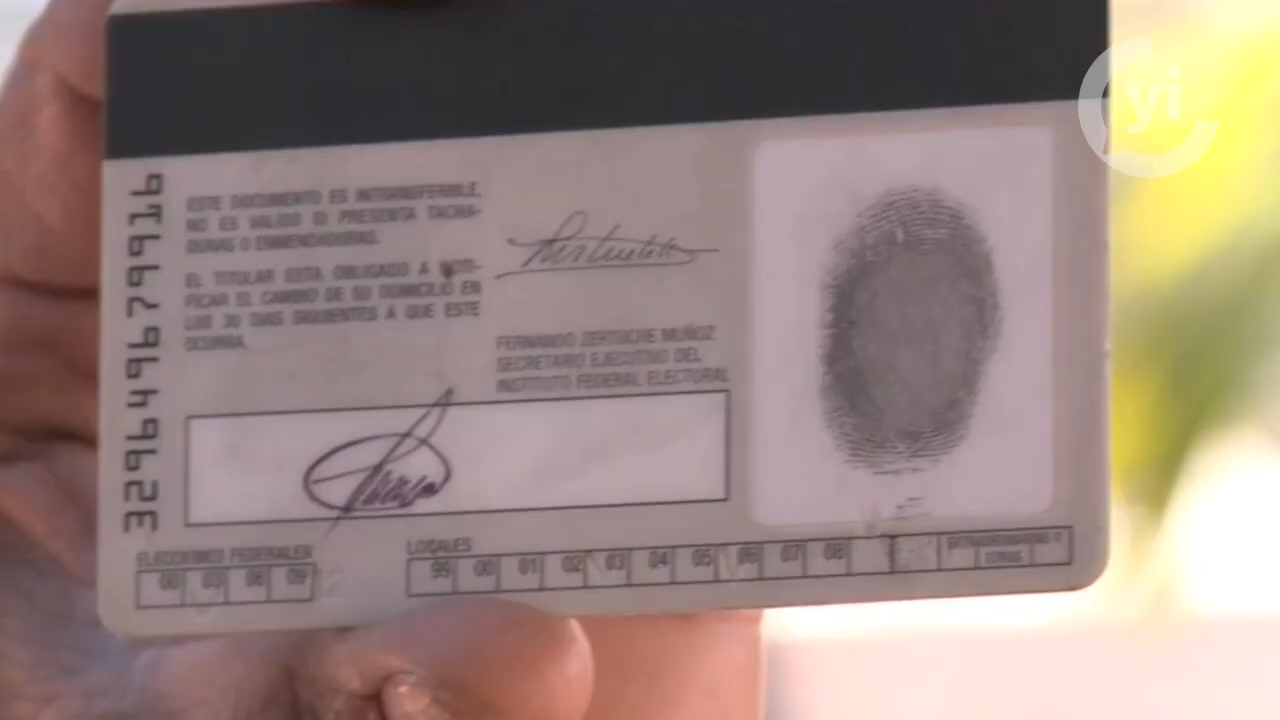 yi
3296496799916
ESTE DOCUMENTO ES INTRANSFERIBLE,
NO ES VALIDO SI PRESENTA TACHA-
DURAS O ENMENDADURAS.
EL TITULAR ESTA OBLIGADO A NOTI-
FICAR EL CAMBIO DE SU DOMICILIO EN
LOS 30 DIAS SIGUIENTES A QUE ESTE
OCURRA.
FERNANDO ZERTUCHE MUÑOZ
SECRETARIO EJECUTIVO DEL
INSTITUTO FEDERAL ELECTORAL
ELECCIONES FEDERALES
00 03 06 09
LOCALES
99 00 01 02 03 04 05 06 07 08
EXTRAORDINARIAS Y
OTRAS